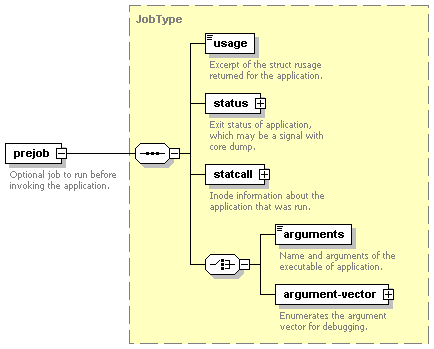 JobType
usage
Excerpt of the struct rusage
returned for the application.
status
Exit status of application,
which may be a signal with
core dump.
prejob
Optional job to run before
invoking the application.
statcall
Inode information about the
application that was run.
arguments
Name and arguments of the
executable of application.
argument-vector
Enumerates the argument
vector for debugging.